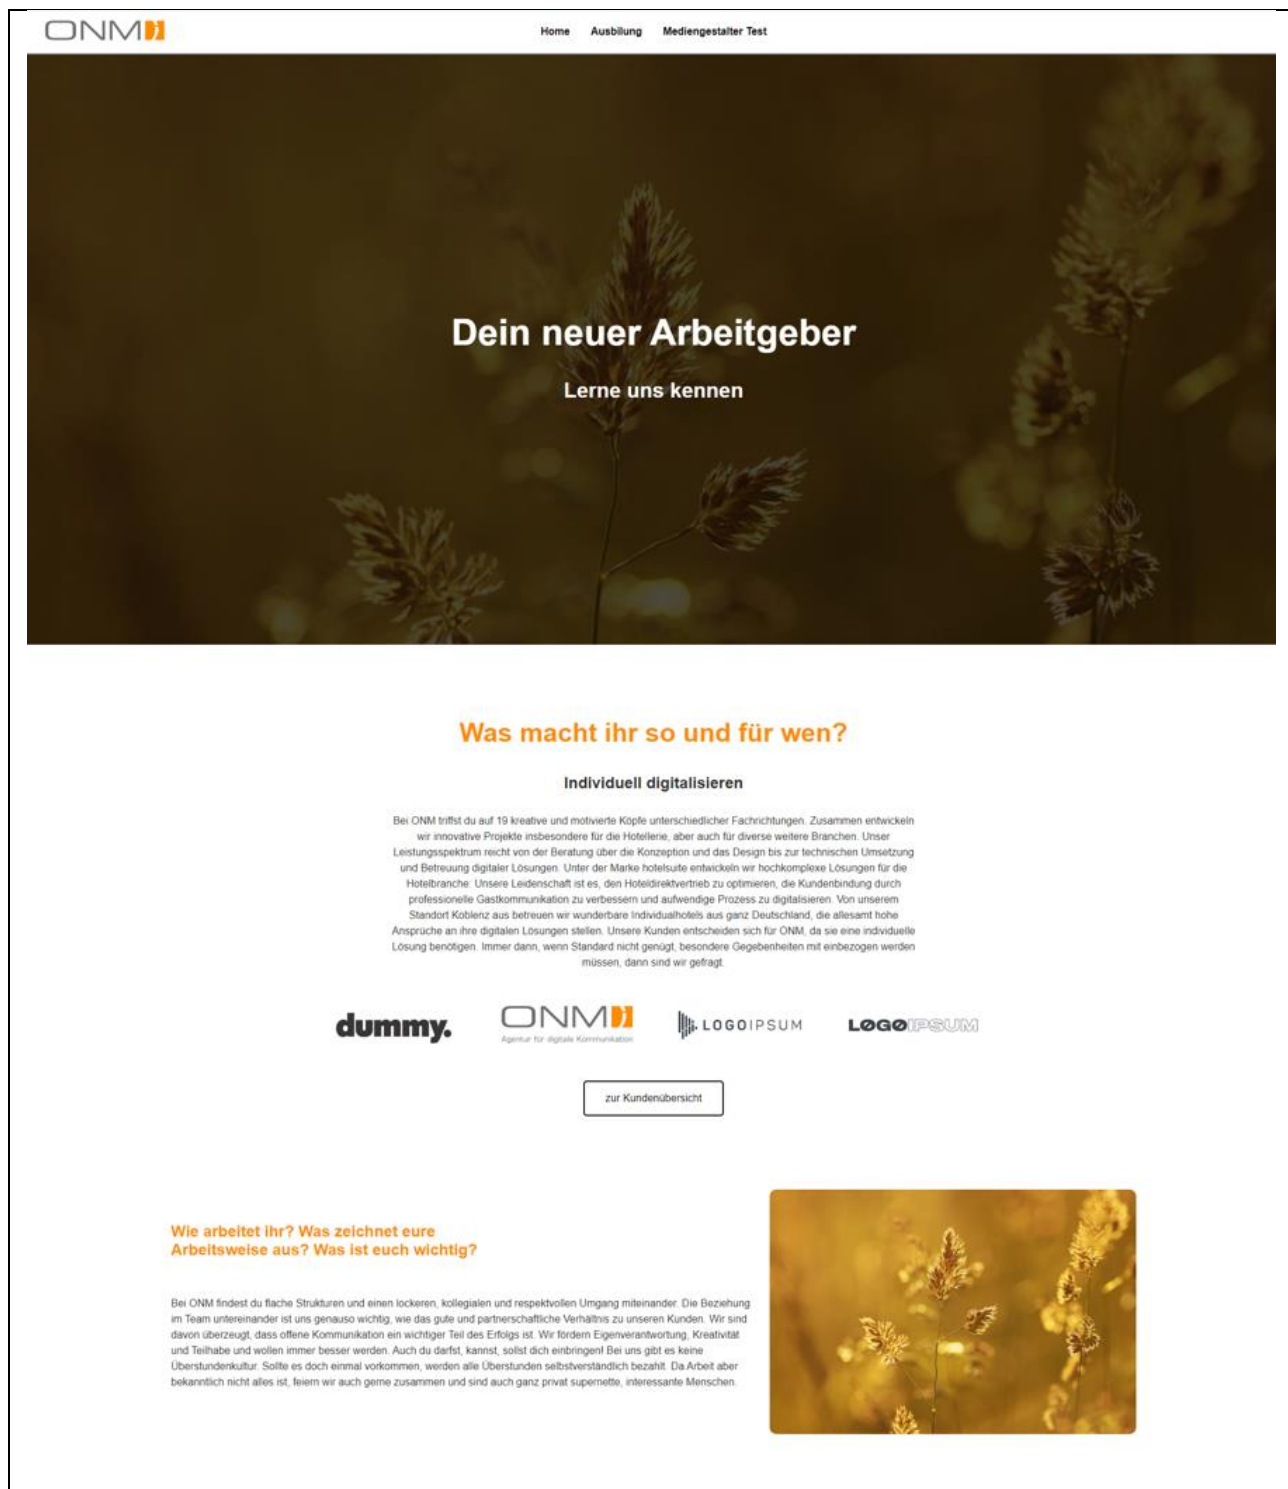 ONM
Home Ausbilung Mediengestalter Test
Dein neuer Arbeitgeber
Lerne uns kennen
Was macht ihr so und für wen?
Individuell digitalisieren
Bei ONM triffst du auf 19 kreative und motivierte Köpfe unterschiedlicher Fachrichtungen. Zusammen entwickeln
wir innovative Projekte insbesondere für die Hotellerie, aber auch für diverse weitere Branchen. Unser
Leistungsspektrum reicht von der Beratung über die Konzeption und das Design bis zur technischen Umsetzung
und Betreuung digitaler Lösungen. Unter der Marke hotelsuite entwickeln wir hochkomplexe Lösungen für die
Hotelbranche: Unsere Leidenschaft ist es, den Hoteldirektvertrieb zu optimieren, die Kundenbindung durch
professionelle Gastkommunikation zu verbessern und aufwendige Prozess zu digitalisieren. Von unserem
Standort Koblenz aus betreuen wir wunderbare Individualhotels aus ganz Deutschland, die allesamt hohe
Ansprüche an ihre digitalen Lösungen stellen. Unsere Kunden entscheiden sich für ONM, da sie eine individuelle
Lösung benötigen. Immer dann, wenn Standard nicht genügt, besondere Gegebenheiten mit einbezogen werden
müssen, dann sind wir gefragt.
dummy. ONM LOGOIPSUM LOGOIPSUM
Agentur für digitale Kommunikation
zur Kundenübersicht
Wie arbeitet ihr? Was zeichnet eure
Arbeitsweise aus? Was ist euch wichtig?
Bei ONM findest du flache Strukturen und einen lockeren, kollegialen und respektvollen Umgang miteinander. Die Beziehung
im Team untereinander ist uns genauso wichtig, wie das gute und partnerschaftliche Verhältnis zu unseren Kunden. Wir sind
davon überzeugt, dass offene Kommunikation ein wichtiger Teil des Erfolgs ist. Wir fördern Eigenverantwortung, Kreativität
und Teilhabe und wollen immer besser werden. Auch du darfst, kannst, sollst dich einbringen! Bei uns gibt es keine
Überstundenkultur. Sollte es doch einmal vorkommen, werden alle Überstunden selbstverständlich bezahlt. Da Arbeit aber
bekanntlich nicht alles ist, feiern wir auch gerne zusammen und sind auch ganz privat supernette, interessante Menschen.